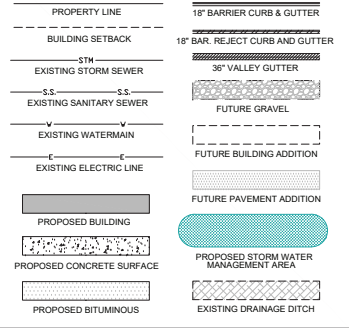 PROPERTY LINE
BUILDING SETBACK
STM
EXISTING STORM SEWER
S.S. S.S.
EXISTING SANITARY SEWER
W W
EXISTING WATERMAIN
E E
EXISTING ELECTRIC LINE
PROPOSED BUILDING
PROPOSED CONCRETE SURFACE
PROPOSED BITUMINOUS
18" BARRIER CURB & GUTTER
18" BAR. REJECT CURB AND GUTTER
36" VALLEY GUTTER
FUTURE GRAVEL
FUTURE BUILDING ADDITION
FUTURE PAVEMENT ADDITION
PROPOSED STORM WATER
MANAGEMENT AREA
EXISTING DRAINAGE DITCH